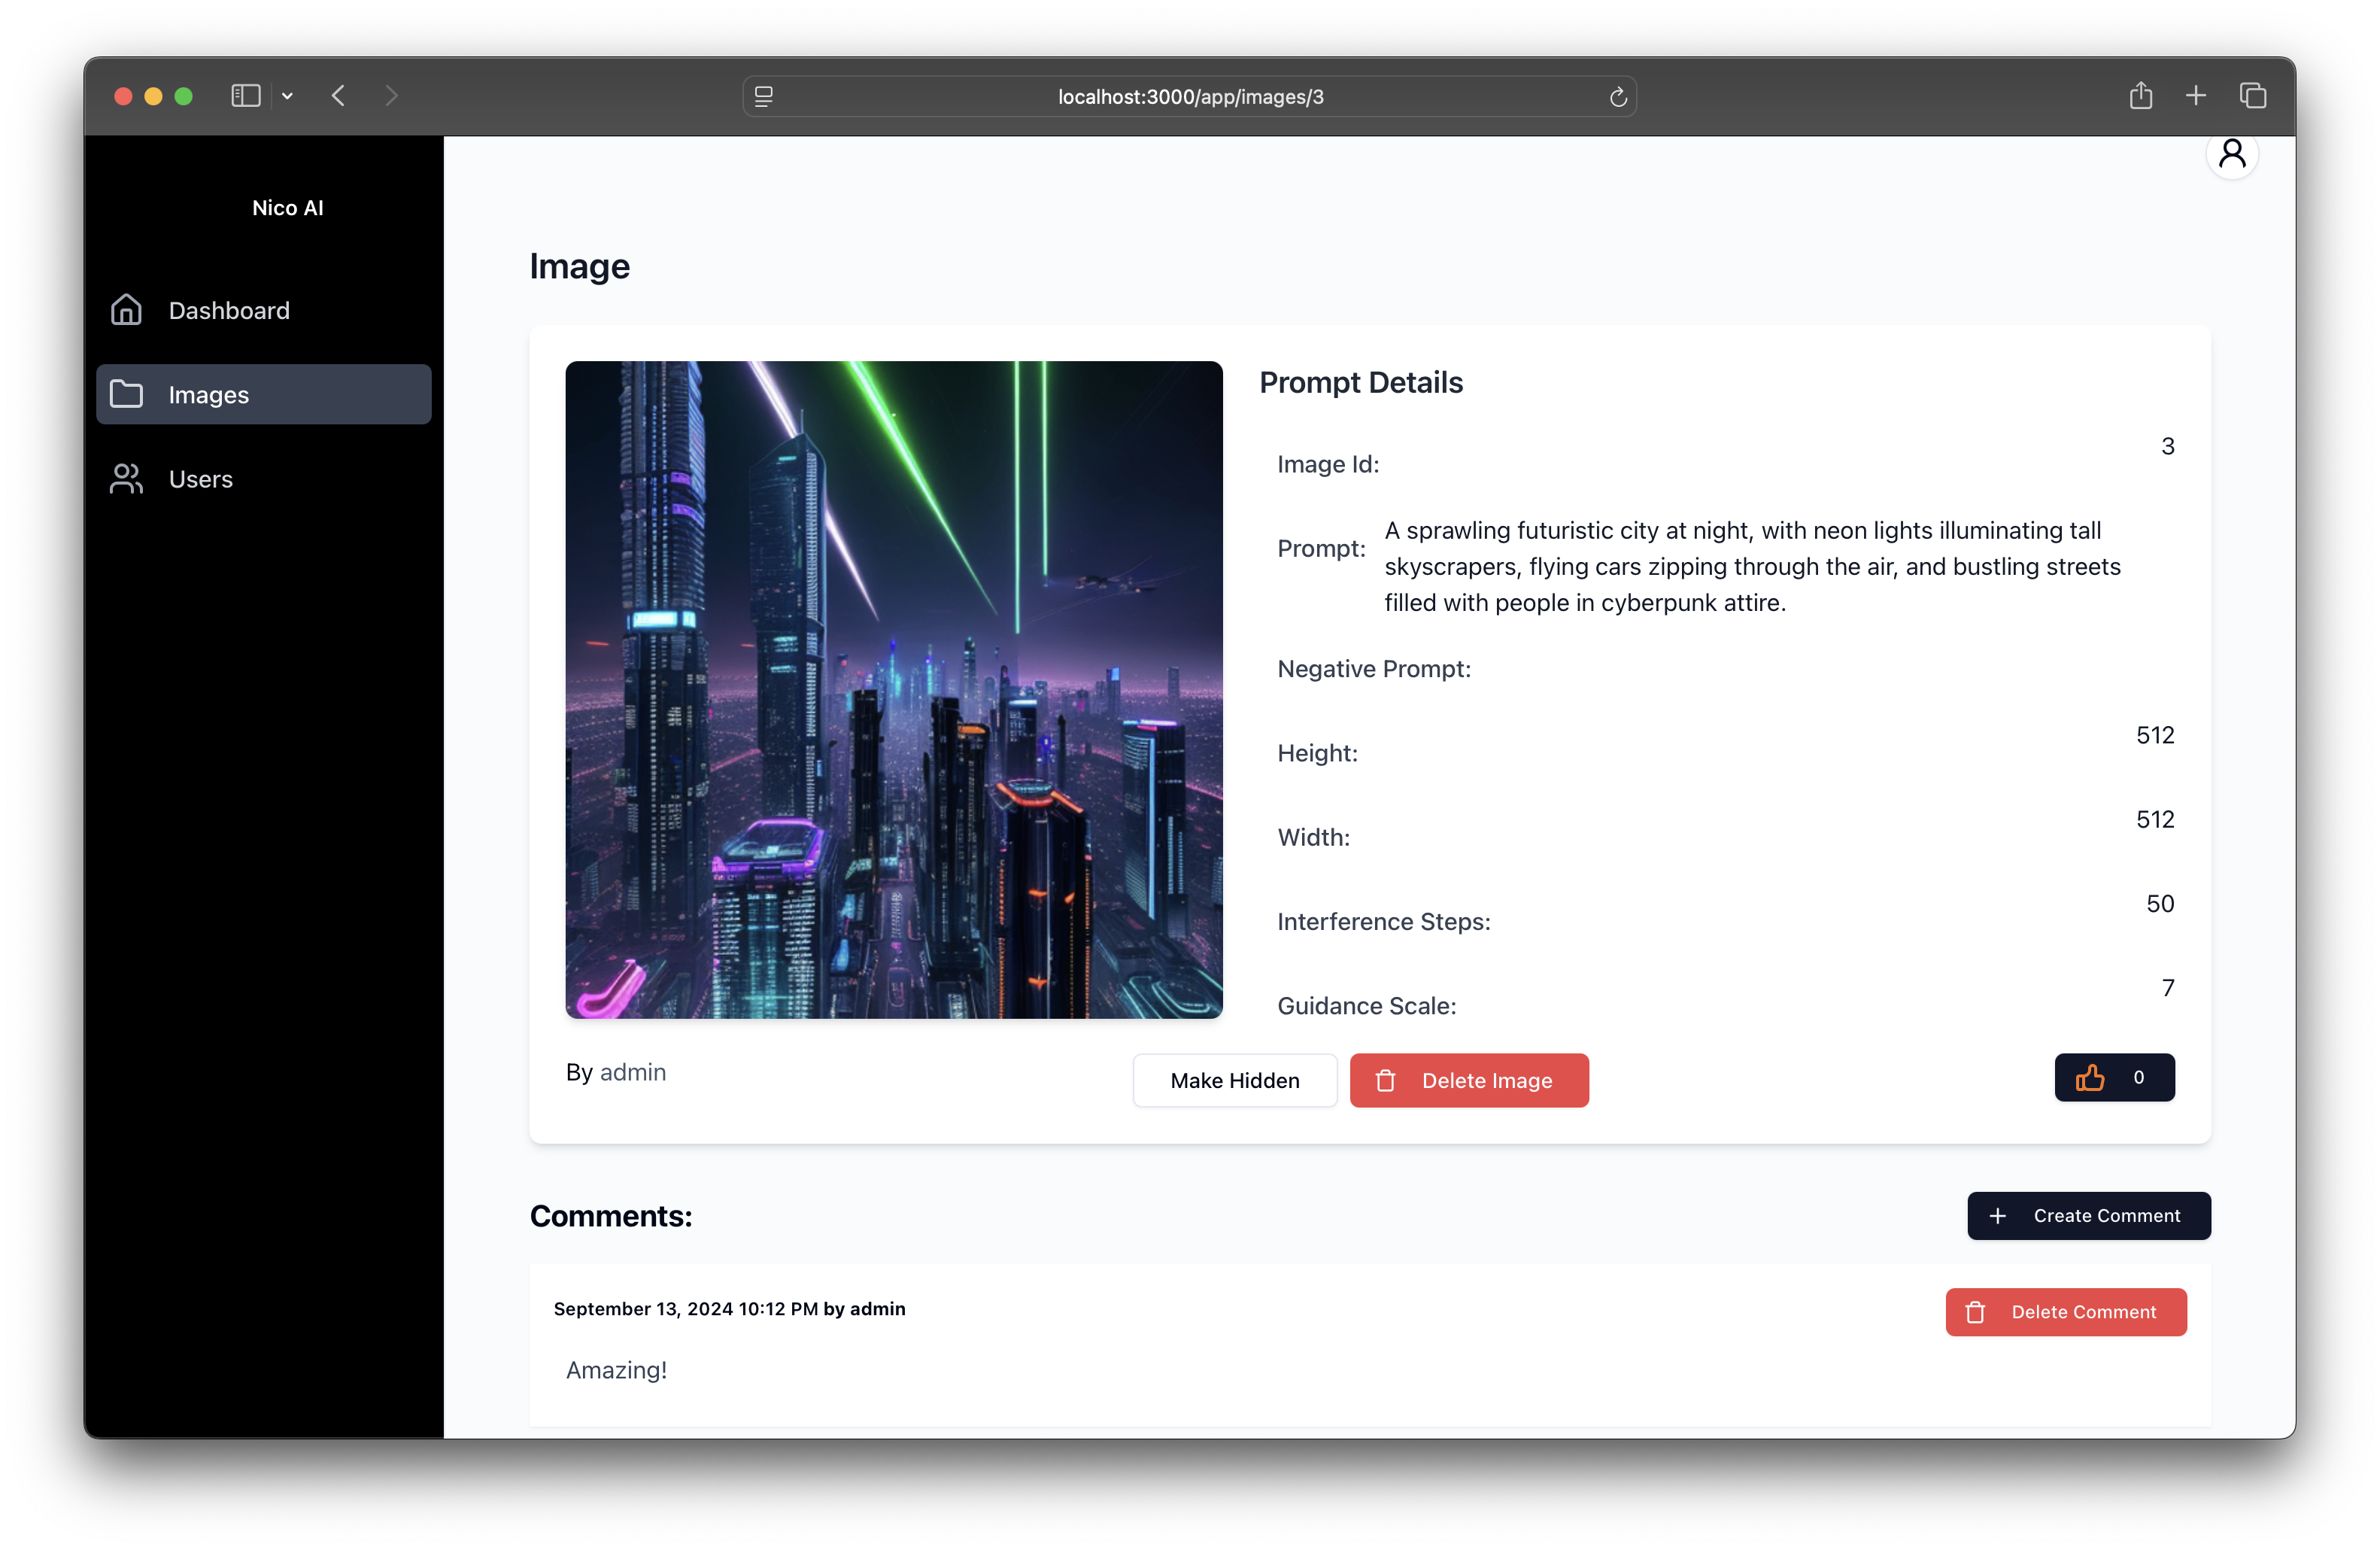 localhost:3000/app/images/3
Nico AI
Dashboard
Images
Users
Image
Prompt Details
Image Id:
3
Prompt:
A sprawling futuristic city at night, with neon lights illuminating tall
skyscrapers, flying cars zipping through the air, and bustling streets
filled with people in cyberpunk attire.
Negative Prompt:
Height:
512
Width:
512
Interference Steps:
50
Guidance Scale:
7
By admin
Make Hidden
Delete Image
0
Comments:
Create Comment
September 13, 2024 10:12 PM by admin
Delete Comment
Amazing!